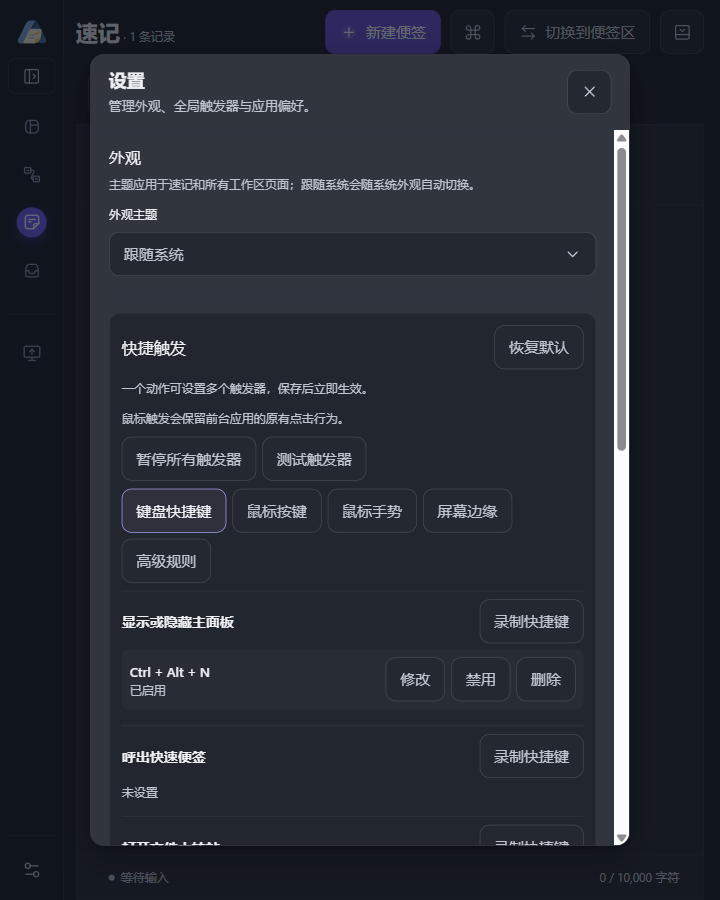 速记 · 1 条记录
新建便签
切换到便签区
设置
管理外观、全局触发器与应用偏好。
外观
主题应用于速记和所有工作区页面；跟随系统会随系统外观自动切换。
外观主题
跟随系统
快捷触发
恢复默认
一个动作可设置多个触发器，保存后立即生效。
鼠标触发会保留前台应用的原有点击行为。
暂停所有触发器
测试触发器
键盘快捷键
鼠标按键
鼠标手势
屏幕边缘
高级规则
显示或隐藏主面板
录制快捷键
Ctrl + Alt + N
已启用
修改
禁用
删除
呼出快速便签
录制快捷键
未设置
录制快捷键
等待输入
0 / 10,000 字符